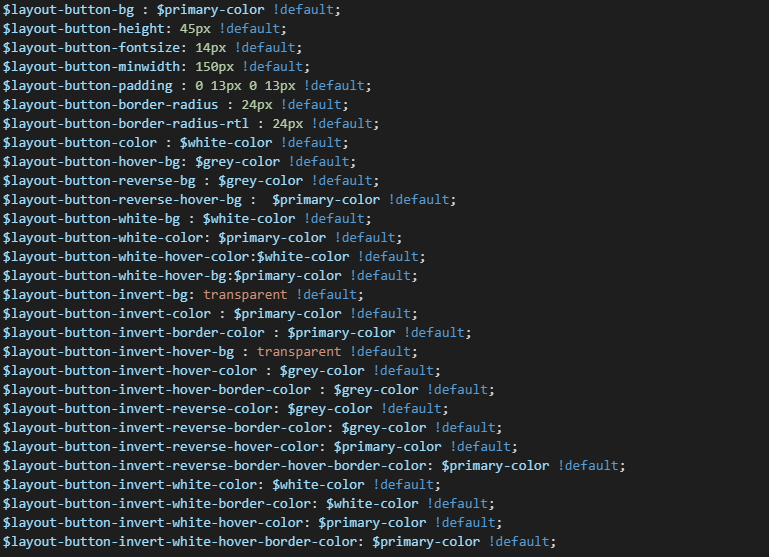 $layout-button-bg : $primary-color !default;
$layout-button-height: 45px !default;
$layout-button-fontsize: 14px !default;
$layout-button-minwidth: 150px !default;
$layout-button-padding : 0 13px 0 13px !default;
$layout-button-border-radius : 24px !default;
$layout-button-border-radius-rtl : 24px !default;
$layout-button-color : $white-color !default;
$layout-button-hover-bg: $grey-color !default;
$layout-button-reverse-bg : $grey-color !default;
$layout-button-reverse-hover-bg :  $primary-color !default;
$layout-button-white-bg : $white-color !default;
$layout-button-white-color: $primary-color !default;
$layout-button-white-hover-color:$white-color !default;
$layout-button-white-hover-bg:$primary-color !default;
$layout-button-invert-bg: transparent !default;
$layout-button-invert-color : $primary-color !default;
$layout-button-invert-border-color : $primary-color !default;
$layout-button-invert-hover-bg : transparent !default;
$layout-button-invert-hover-color : $grey-color !default;
$layout-button-invert-hover-border-color : $grey-color !default;
$layout-button-invert-reverse-color: $grey-color !default;
$layout-button-invert-reverse-border-color: $grey-color !default;
$layout-button-invert-reverse-hover-color: $primary-color !default;
$layout-button-invert-reverse-border-hover-border-color: $primary-color !default;
$layout-button-invert-white-color: $white-color !default;
$layout-button-invert-white-border-color: $white-color !default;
$layout-button-invert-white-hover-color: $primary-color !default;
$layout-button-invert-white-hover-border-color: $primary-color !default;